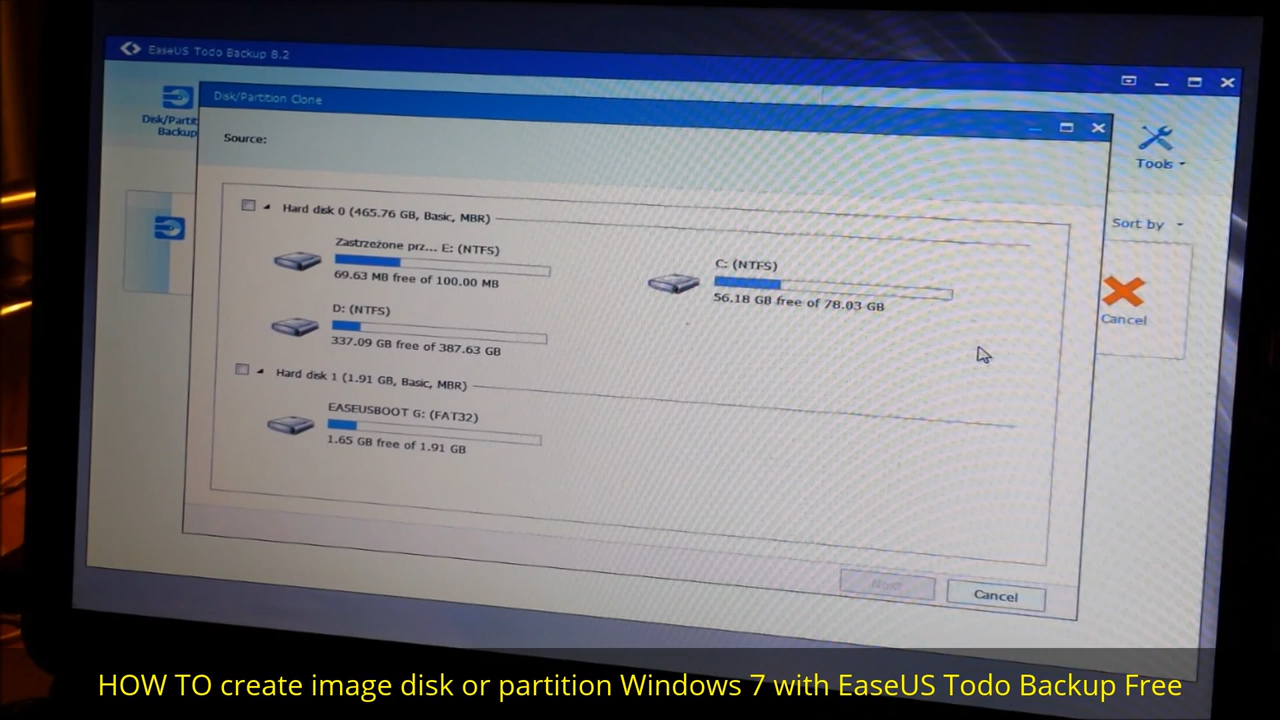 EaseUS Todo Backup 8.2
Disk/Partit
Backup
Disk/Partition Clone
Tools
Source:
Sort by
Hard disk 0 (465.76 GB, Basic, MBR)
Zastrzeżone prz... E: (NTFS)
69.63 MB free of 100.00 MB
C: (NTFS)
56.18 GB free of 78.03 GB
D: (NTFS)
337.09 GB free of 387.63 GB
Cancel
Hard disk 1 (1.91 GB, Basic, MBR)
EASEUSBOOT G: (FAT32)
1.65 GB free of 1.91 GB
Next
Cancel
HOW TO create image disk or partition Windows 7 with EaseUS Todo Backup Free